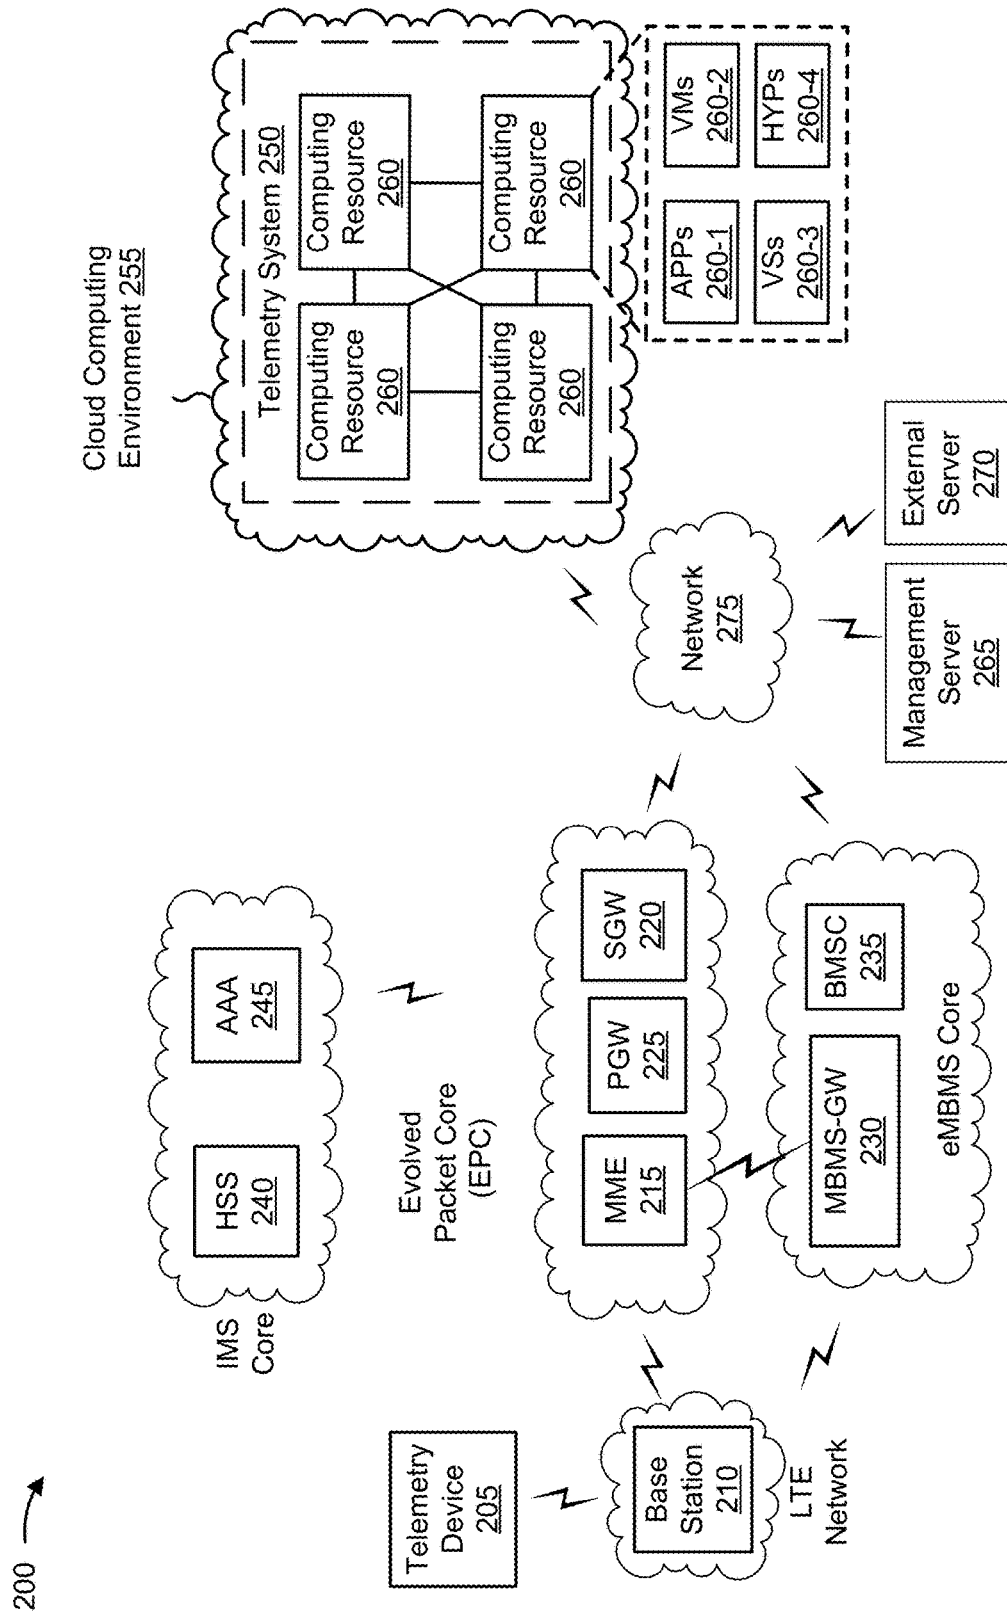 200
Cloud Computing
Environment 255
Telemetry System 250
Computing
Resource
260
Computing
Resource
260
Computing
Resource
260
Computing
Resource
260
APPs
260-1
VMs
260-2
VSs
260-3
HYPs
260-4
IMS
Core
HSS
240
AAA
245
Evolved
Packet Core
(EPC)
MME
215
PGW
225
SGW
220
Telemetry
Device
205
Base
Station
210
LTE
Network
MBMS-GW
230
BMSC
235
eMBMS Core
Network
275
Management
Server
265
External
Server
270